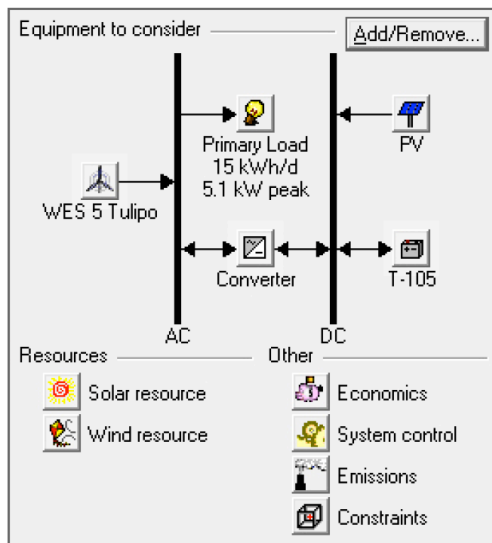 Equipment to consider
Add/Remove...
Primary Load
15 kWh/d
5.1 kW peak
PV
WES 5 Tulipo
Converter
T-105
AC
DC
Resources
Other
Solar resource
Economics
Wind resource
System control
Emissions
Constraints